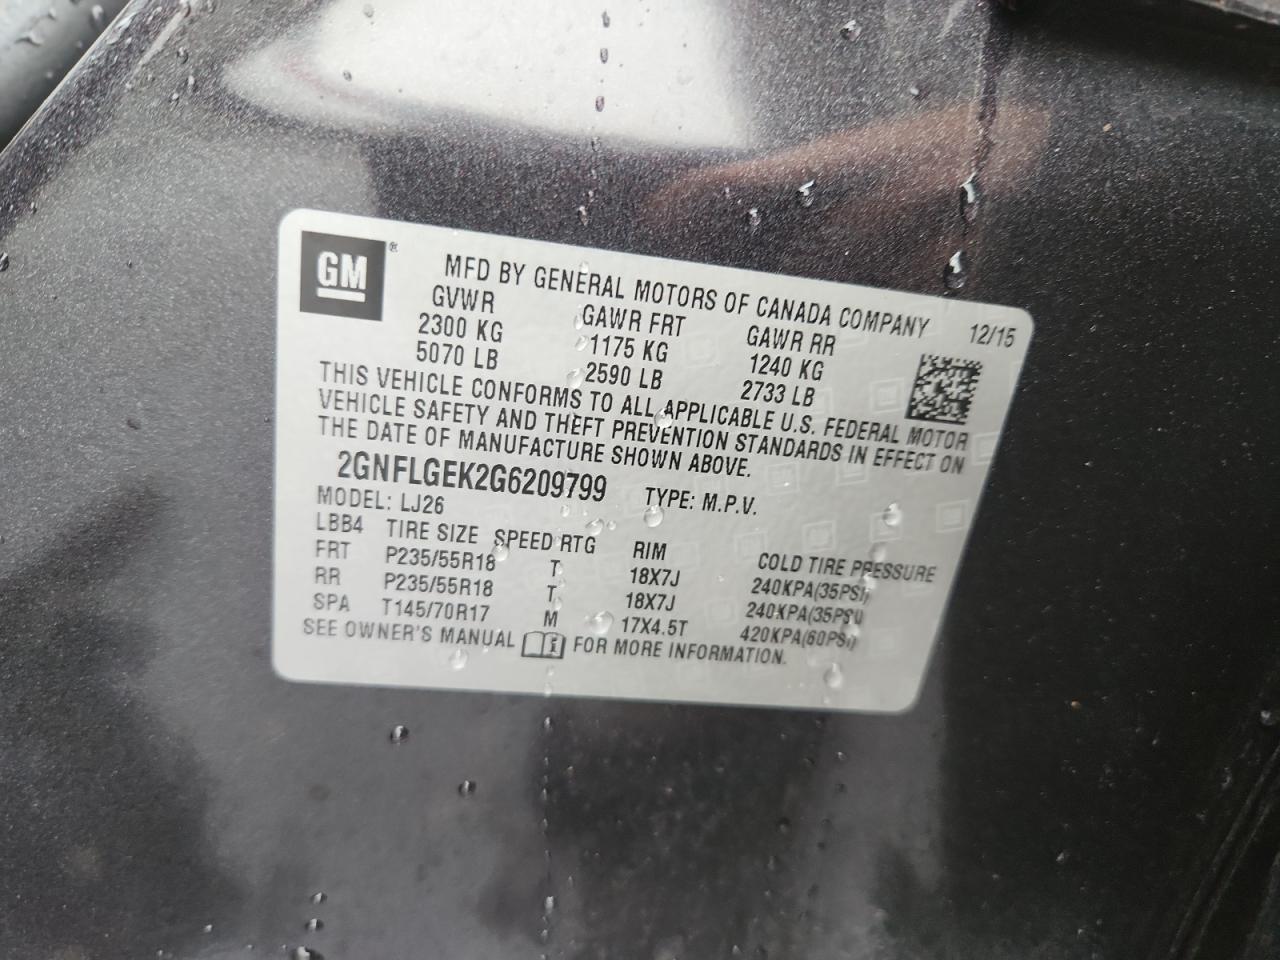 GM®
MFD BY GENERAL MOTORS OF CANADA COMPANY 12/15
GVWR GAWR FRT GAWR RR
2300 KG 1175 KG 1240 KG
5070 LB 2590 LB 2733 LB
THIS VEHICLE CONFORMS TO ALL APPLICABLE U.S. FEDERAL MOTOR
VEHICLE SAFETY AND THEFT PREVENTION STANDARDS IN EFFECT ON
THE DATE OF MANUFACTURE SHOWN ABOVE.
2GNFLGEK2G6209799 TYPE: M.P.V.
MODEL: LJ26
LBB4 TIRE SIZE SPEED RTG RIM COLD TIRE PRESSURE
FRT P235/55R18 T 18X7J 240KPA(35PSI)
RR P235/55R18 T 18X7J 240KPA(35PSI)
SPA T145/70R17 M 17X4.5T 420KPA(60PSI)
SEE OWNER'S MANUAL FOR MORE INFORMATION.